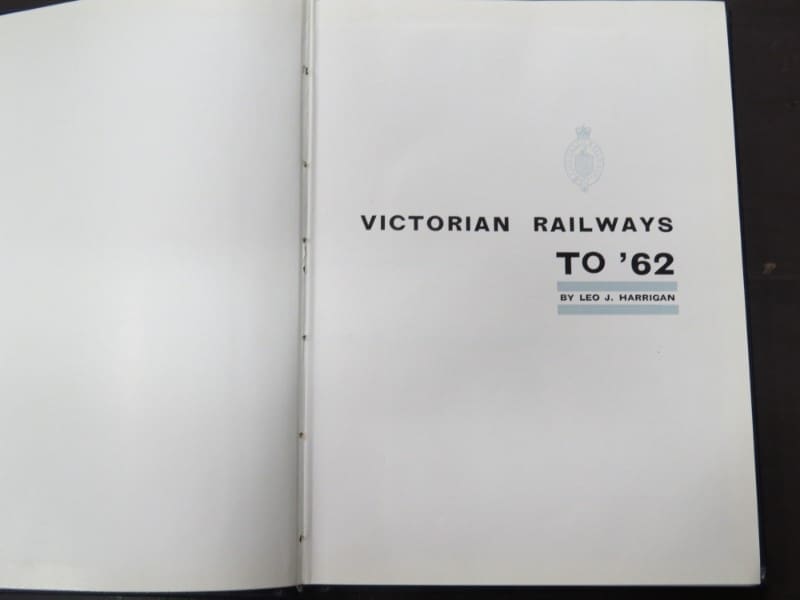 VICTORIAN RAILWAYS
TO ’62
BY LEO J. HARRIGAN